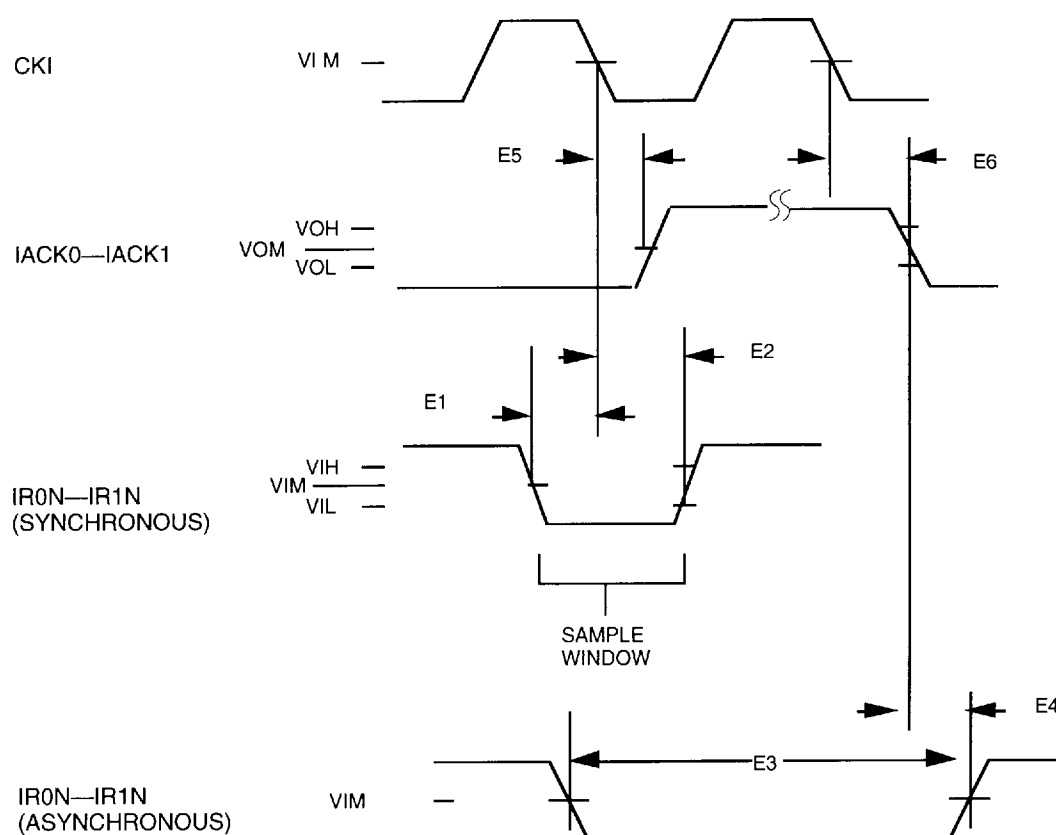 CKI
VI M
E5
E6
IACK0—IACK1
VOH
VOM
VOL
E2
E1
IR0N—IR1N
(SYNCHRONOUS)
VIH
VIM
VIL
SAMPLE
WINDOW
E4
E3
IR0N—IR1N
(ASYNCHRONOUS)
VIM